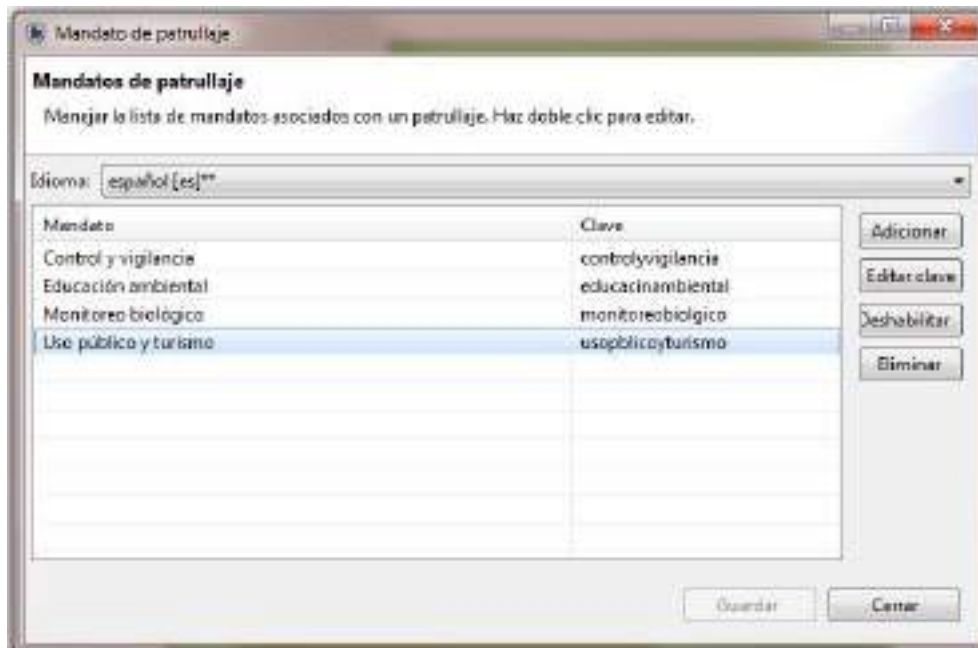 Mandato de patrullaje
Mandatos de patrullaje
Manejar la lista de mandatos asociados con un patrullaje. Haz doble clic para editar.
Idioma: español [es]**
Mandato Clave
Control y vigilancia controlyvigilancia
Educación ambiental educacinambiental
Monitoreo biológico monitoreobiolgico
Uso público y turismo usopblicoyturismo
Adicionar
Editar clave
Deshabilitar
Eliminar
Guardar Cerrar